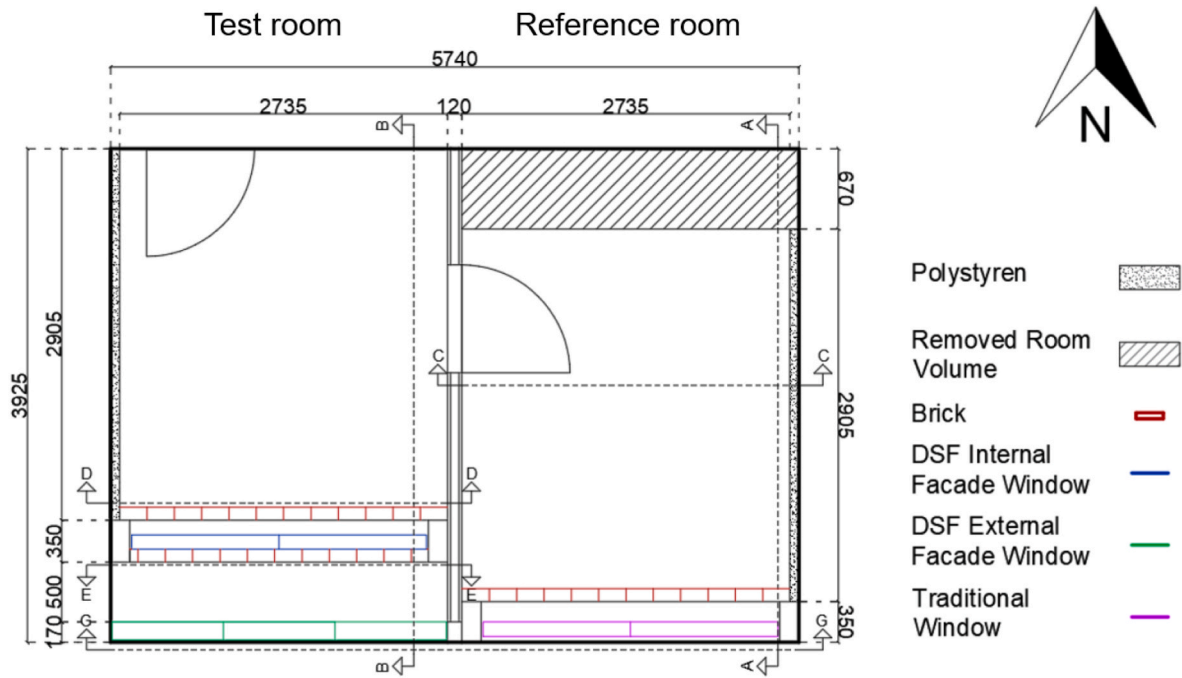 Test room Reference room
5740
2735 120 2735
B A
N
670
2905
3925
Polystyren
Removed Room
Volume
C C
2905
Brick
D D
DSF Internal
Facade Window
350
DSF External
Facade Window
E E
500
Traditional
Window
G G
170
350
B A